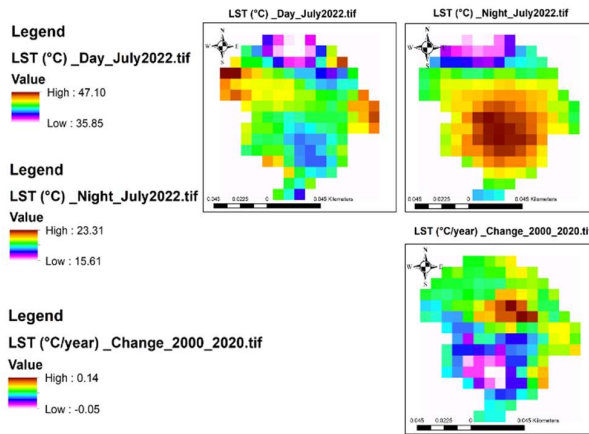 Legend
LST (°C) _Day_July2022.tif
Value
High : 47.10
Low : 35.85
Legend
LST (°C) _Night_July2022.tif
Value
High : 23.31
Low : 15.61
Legend
LST (°C/year) _Change_2000_2020.tif
Value
High : 0.14
Low : -0.05
LST (°C) _Day_July2022.tif
N
W E
S
0.045 0.0225 0 0.045 Kilometers
LST (°C) _Night_July2022.tif
N
W E
S
0.045 0.0225 0 0.045 Kilometers
LST (°C/year) _Change_2000_2020.tif
N
W E
S
0.045 0.0225 0 0.045 Kilometers